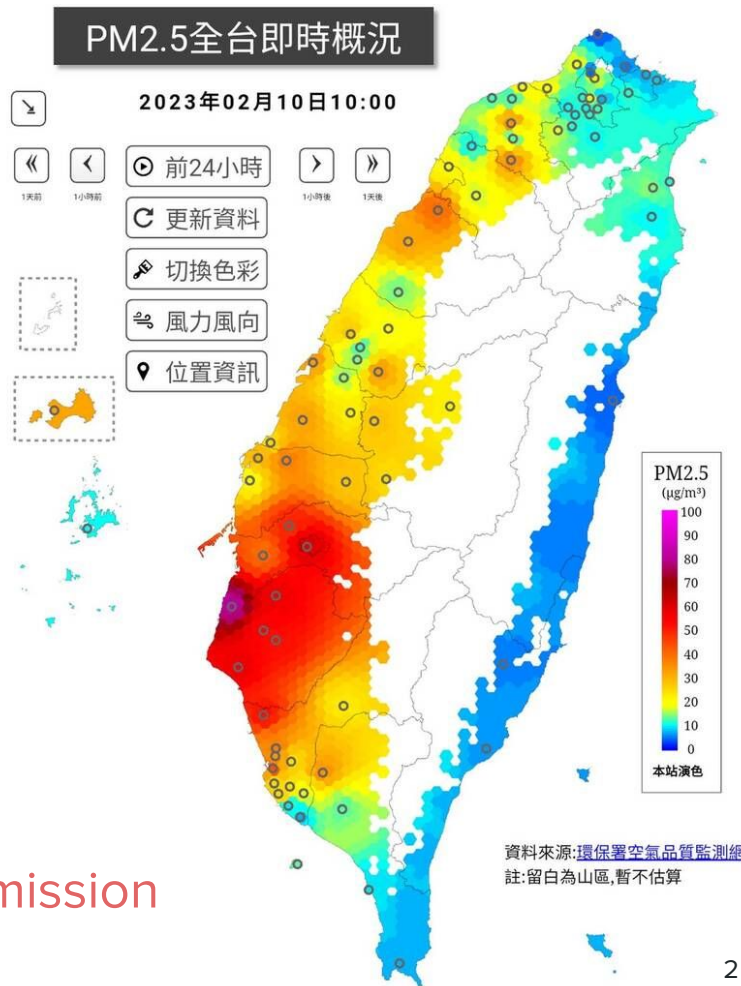 PM2.5全台即時概況
2023年02月10日10:00
前24小時
1天前
1小時前
1小時後
1天後
更新資料
切換色彩
風力風向
位置資訊
PM2.5
(μg/m³)
100
90
80
70
60
50
40
30
20
10
0
本站演色
資料來源:環保署空氣品質監測網
註:留白為山區,暫不估算
mission
2